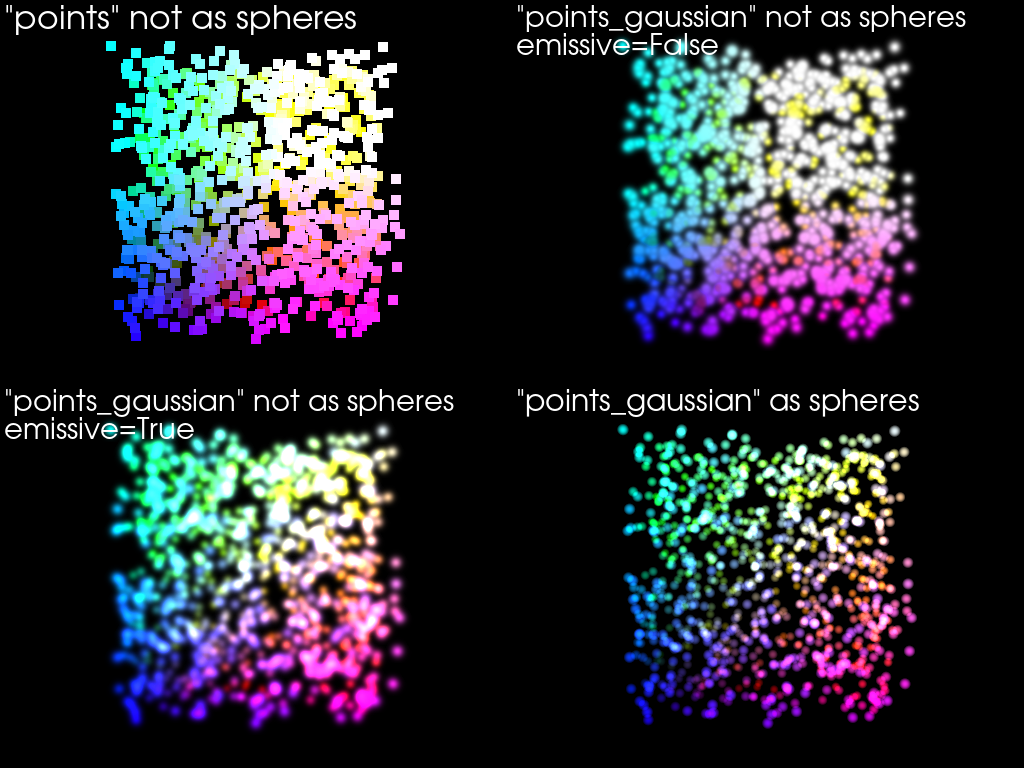 "points" not as spheres
"points_gaussian" not as spheres
emissive=False
"points_gaussian" not as spheres
emissive=True
"points_gaussian" as spheres